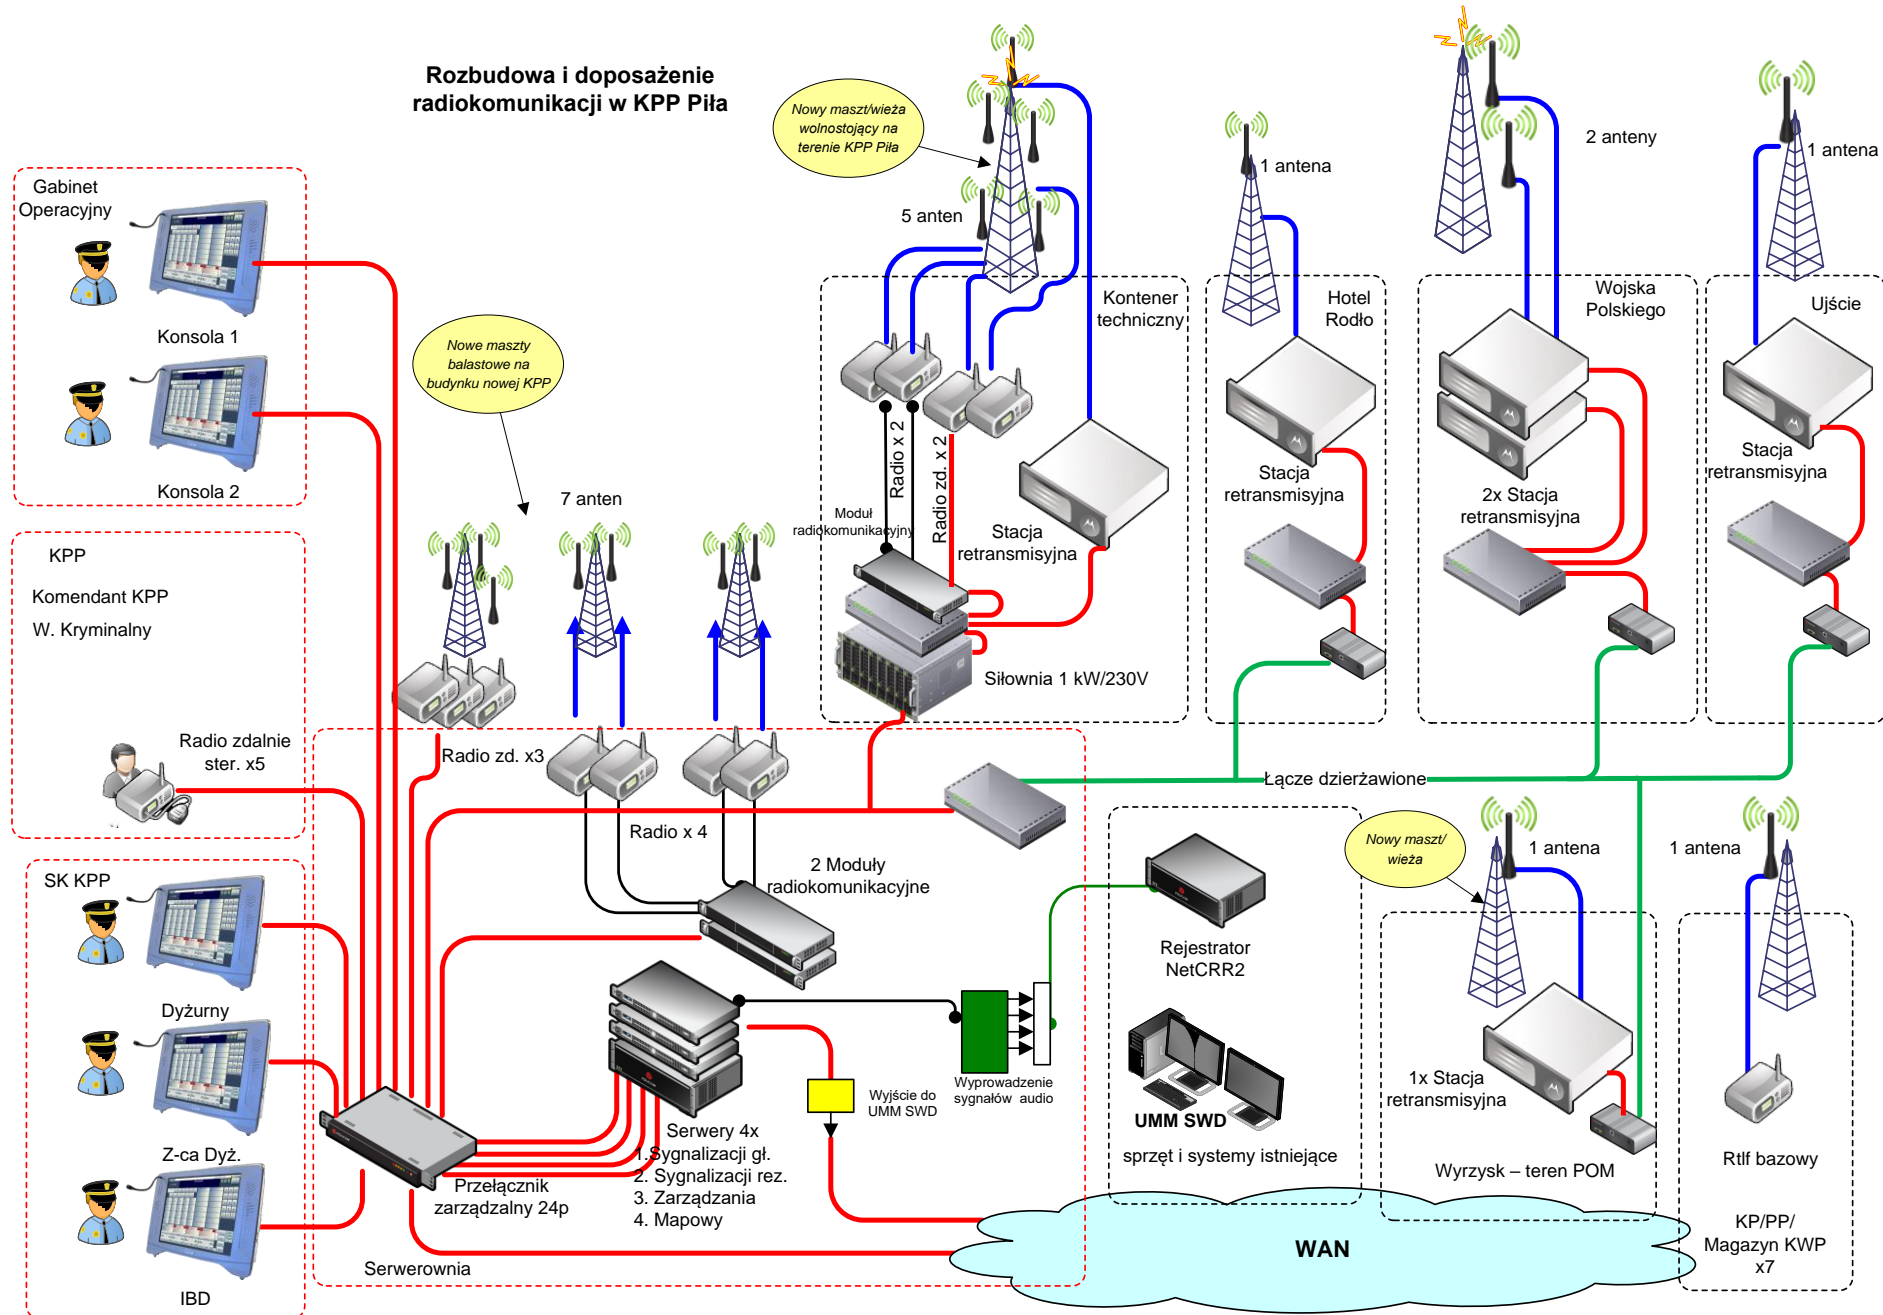 Rozbudowa i doposażenie
radiokomunikacji w KPP Piła
Nowy maszt/wieża
wolnostojący na
terenie KPP Piła
5 anten
1 antena
2 anteny
1 antena
Gabinet
Operacyjny
Konsola 1
Konsola 2
Nowe maszty
balastowe na
budynku nowej KPP
7 anten
Kontener
techniczny
Radio x 2
Radio zd. x 2
Moduł
radiokomunikacyjny
Stacja
retransmisyjna
Siłownia 1 kW/230V
Hotel
Rodło
Stacja
retransmisyjna
Wojska
Polskiego
2x Stacja
retransmisyjna
Ujście
Stacja
retransmisyjna
KPP
Komendant KPP
W. Kryminalny
Radio zdalnie
ster. x5
Radio zd. x3
Radio x 4
2 Moduły
radiokomunikacyjne
Łącze dzierżawione
SK KPP
Dyżurny
Z-ca Dyż.
IBD
Przełącznik
zarządzalny 24p
Serwery 4x
1.Sygnalizacji gł.
2. Sygnalizacji rez.
3. Zarządzania
4. Mapowy
Serwerownia
Wyjście do
UMM SWD
Wyprowadzenie
sygnałów audio
Rejestrator
NetCRR2
UMM SWD
sprzęt i systemy istniejące
WAN
Nowy maszt/
wieża
1 antena
1x Stacja
retransmisyjna
Wyrzysk – teren POM
1 antena
Rtlf bazowy
KP/PP/
Magazyn KWP
x7